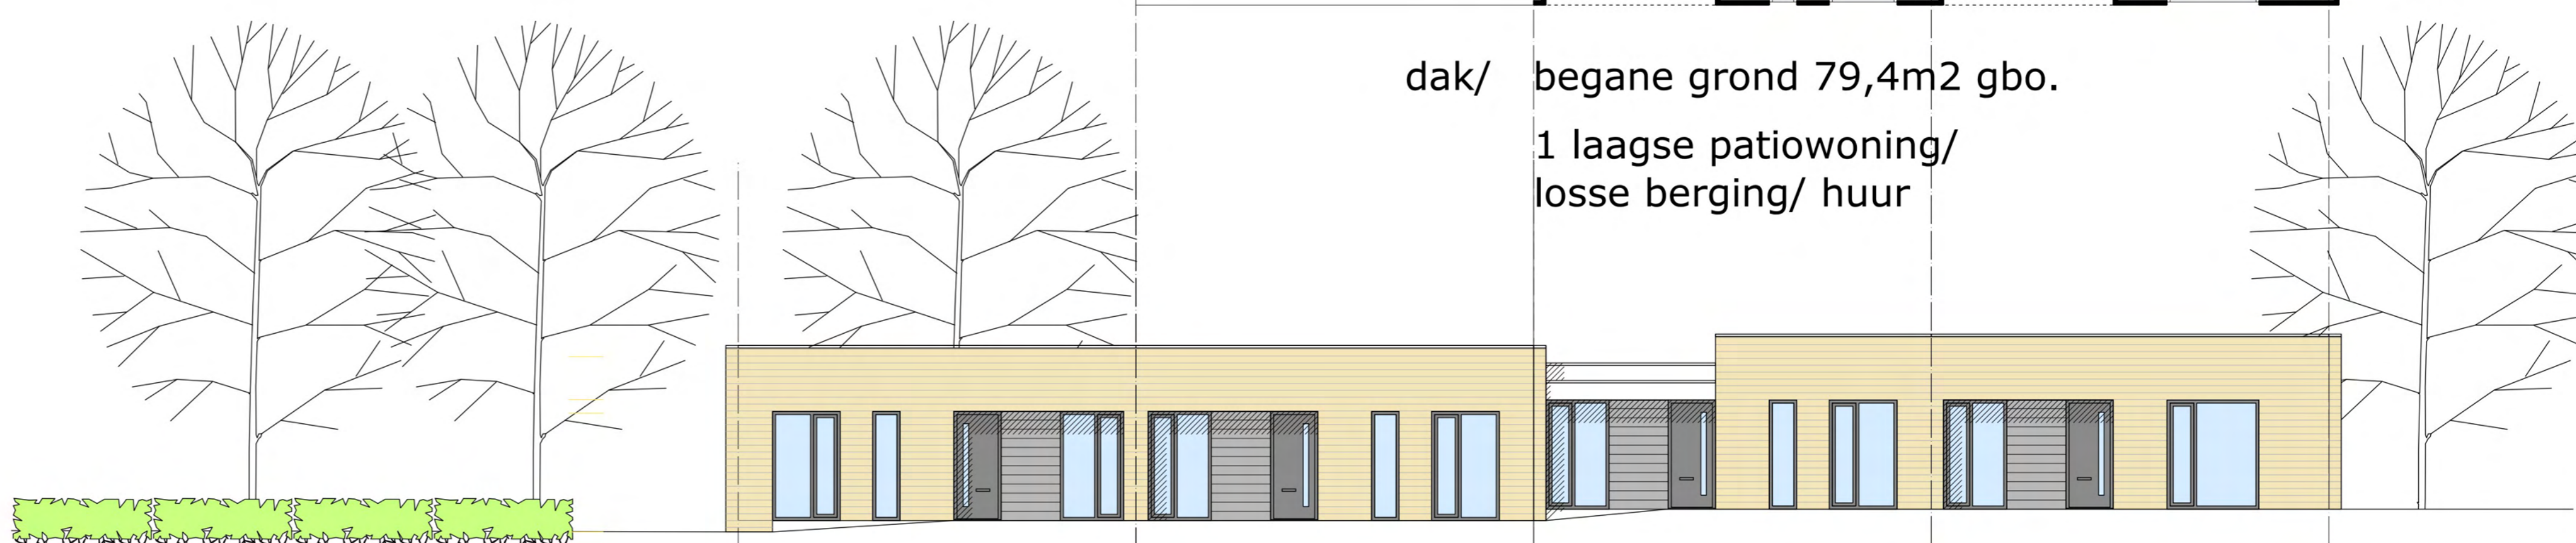 dak/ begane grond 79,4m2 gbo.
1 laagse patiowoning/
losse berging/ huur